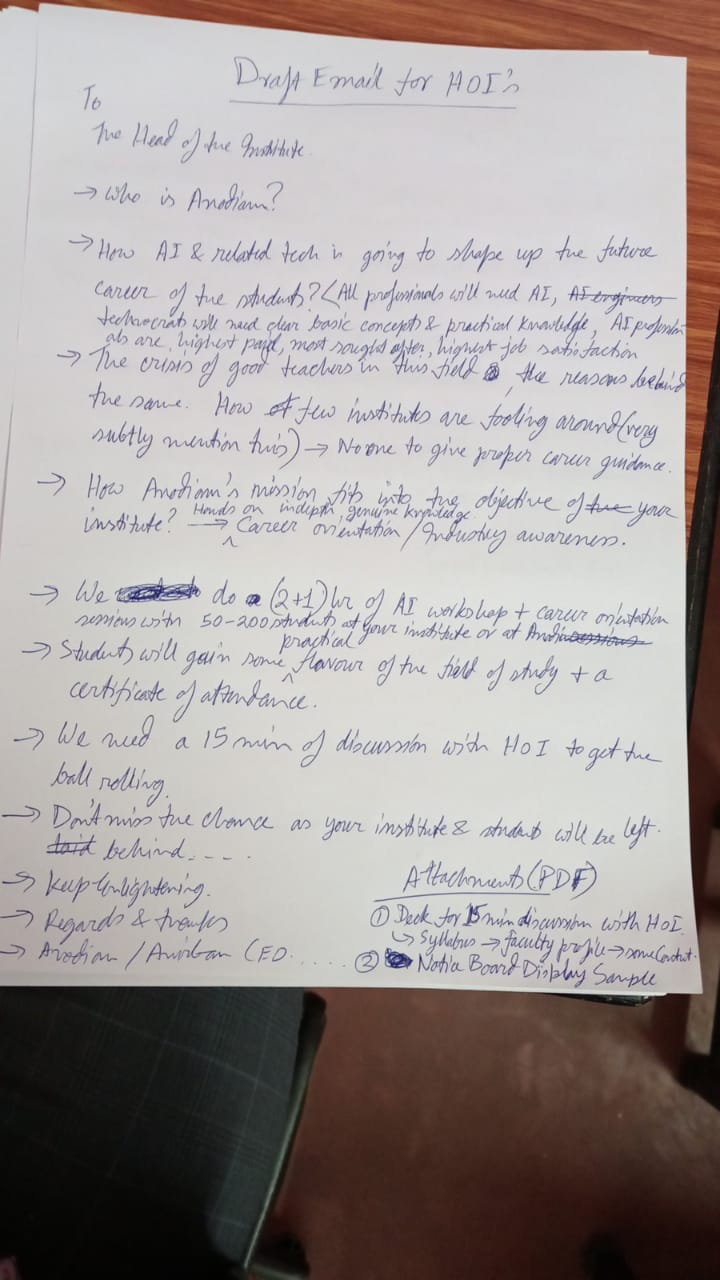 Draft Email for HOI's
To
The Head of the Institute.
→ Who is Anodiam?
→ How AI & related tech is going to shape up the future
career of the students? (All professionals will need AI, AI engineers
technocrats will need clear basic concepts & practical knowledge, AI profession
als are highest paid, most sought after, highest job satisfaction
→ The crisis of good teachers in this field, the reasons behind
the same. How of few institutes are fooling around (very
subtly mention this) → No one to give proper career guidance.
→ How Anodiam's mission fits into the objective of the your
Hands on indepth, genuine knowledge
institute? → Career orientation/Industry awareness.
→ We do a (2+1) hr of AI workshop + career orientation
sessions with 50-200 students at your institute or at
practical
→ Students will gain some flavour of the field of study + a
certificate of attendance.
→ We need a 15 min of discussion with HOI to get the
ball rolling.
→ Don't miss the chance as your institute & students will be left.
laid behind. - - -
→ Keep Enlightening.
→ Regards & thanks
→ Anodiam / Anirban CEO. .....
Attachments (PDF)
① Deck for 15 min discussion with HOI.
↳ Syllabus → faculty profile → some
② Notice Board Display Sample